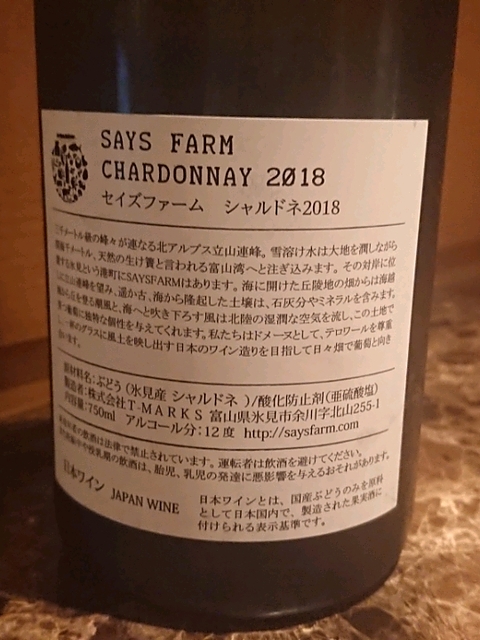 SAYS FARM
CHARDONNAY 2018
セイズファーム シャルドネ2018
メートル級の峰々が連なる北アルプス立山連峰。雪溶け水は大地を潤しながら
メートル、天然の生け簀と言われる富山湾へと注ぎ込みます。その対岸に位
する氷見という港町にSAYSFARMはあります。海に開けた丘陵地の畑からは海越
に立山連峰を望み、遥か古、海から隆起した土壌は、石灰分やミネラルを含みます。
から丘を登る潮風と、海へと吹き下ろす風は北陸の湿潤な空気を流し、この土地で
葡萄に独特な個性を与えてくれます。私たちはドメーヌとして、テロワールを尊重
一本のグラスに風土を映し出す日本のワイン造りを目指して日々畑で葡萄と向き
います。
原材料名：ぶどう（氷見産 シャルドネ）/酸化防止剤（亜硫酸塩）
製造者：株式会社T-MARKS 富山県氷見市余川字北山255-1
内容量：750ml アルコール分：12度 http://saysfarm.com
の飲酒は法律で禁止されています。運転者は飲酒を避けてください。
中や授乳期の飲酒は、胎児、乳児の発達に悪影響を与えるおそれがあります。
日本ワイン JAPAN WINE
日本ワインとは、国産ぶどうのみを原料
として日本国内で、製造された果実酒に
付けられる表示基準です。